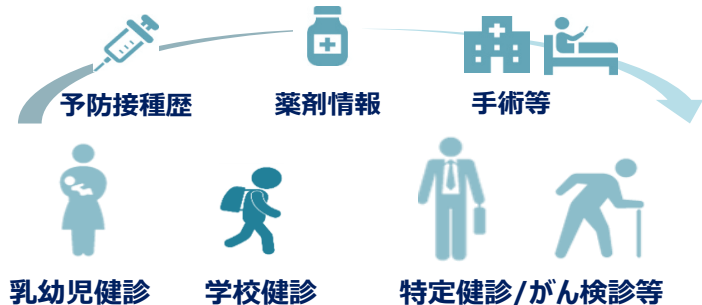 予防接種歴
薬剤情報
手術等
乳幼児健診
学校健診
特定健診/がん検診等